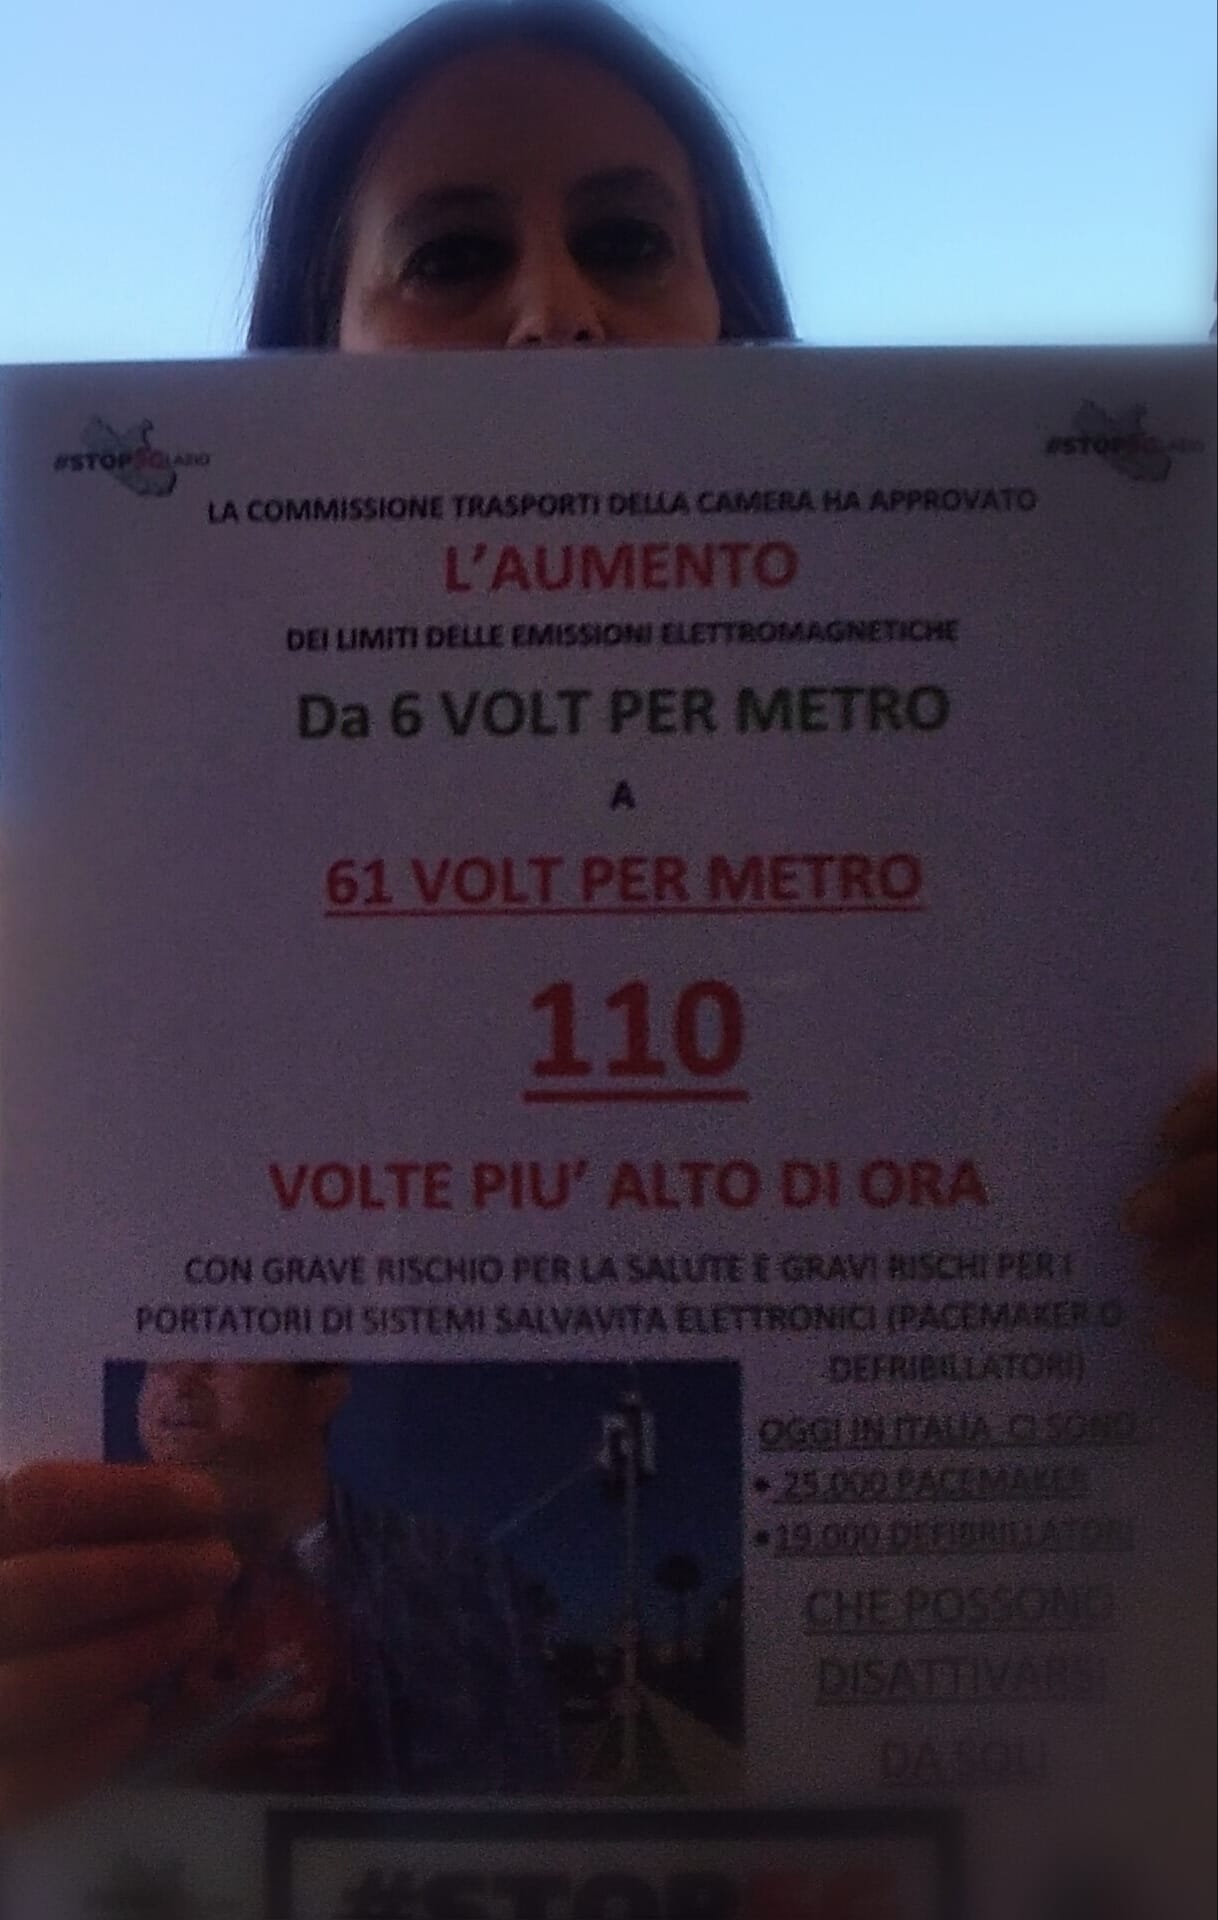 #STOP5GLAZIO #STOP5GLAZIO
LA COMMISSIONE TRASPORTI DELLA CAMERA HA APPROVATO
L'AUMENTO
DEI LIMITI DELLE EMISSIONI ELETTROMAGNETICHE
Da 6 VOLT PER METRO
A
61 VOLT PER METRO
110
VOLTE PIU' ALTO DI ORA
CON GRAVE RISCHIO PER LA SALUTE E GRAVI RISCHI PER I
PORTATORI DI SISTEMI SALVAVITA ELETTRONICI (PACEMAKER O
DEFRIBILLATORI)
OGGI IN ITALIA CI SONO
• 25.000 PACEMAKER
• 19.000 DEFIBRILLATORI
CHE POSSONO
DISATTIVARSI
DA SOLI
#STOP5G